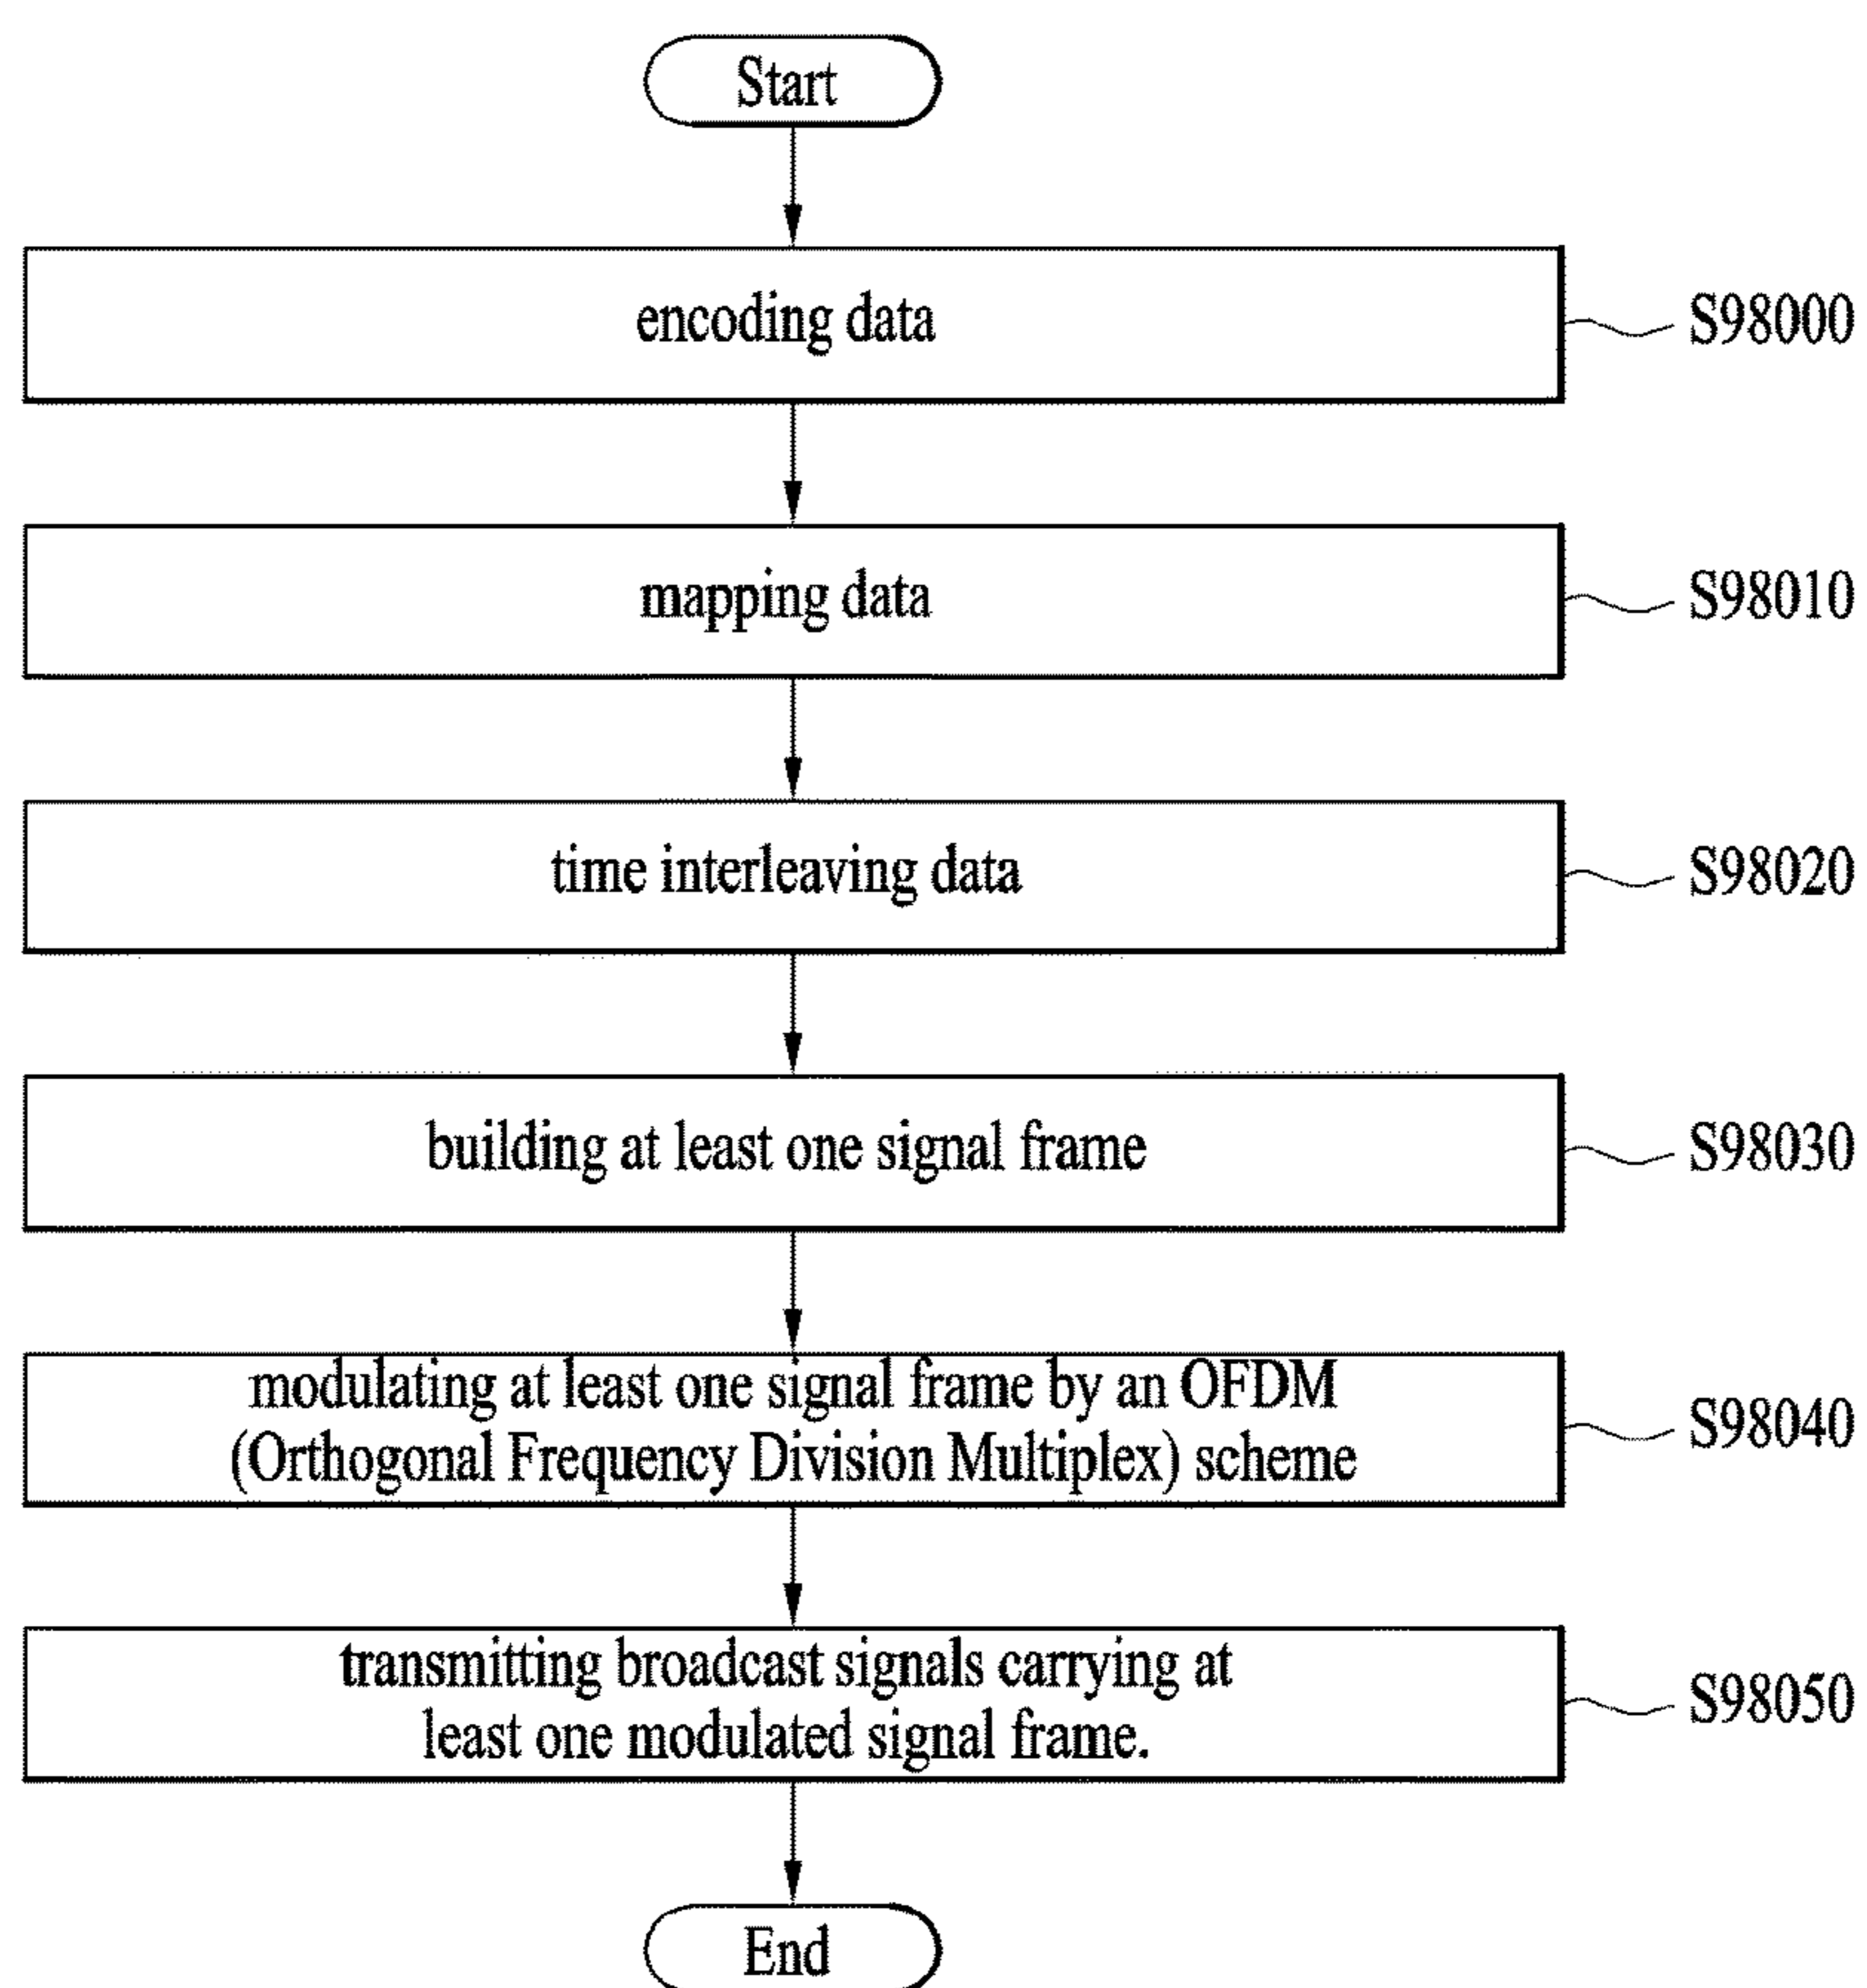 Start
encoding data
S98000
mapping data
S98010
time interleaving data
S98020
building at least one signal frame
S98030
modulating at least one signal frame by an OFDM
(Orthogonal Frequency Division Multiplex) scheme
S98040
transmitting broadcast signals carrying at
least one modulated signal frame.
S98050
End